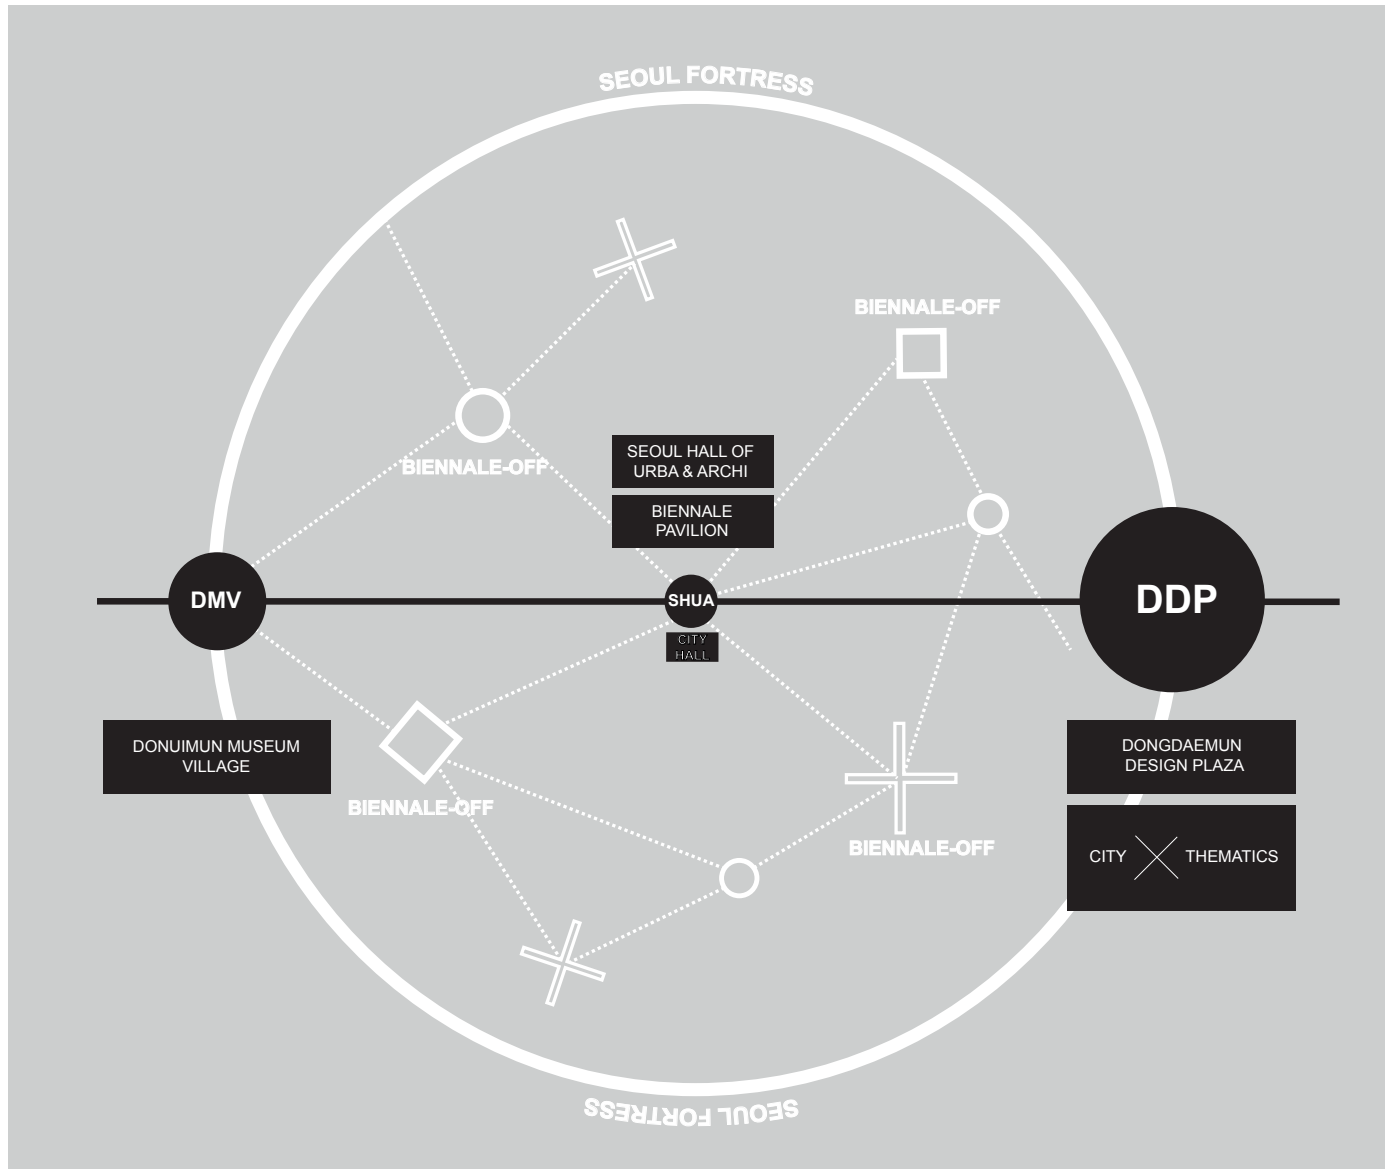 SEOUL FORTRESS
BIENNALE-OFF
BIENNALE-OFF
SEOUL HALL OF
URBA & ARCHI
BIENNALE
PAVILION
DMV
SHUA
DDP
CITY
HALL
DONUIMUN MUSEUM
VILLAGE
DONGDAEMUN
DESIGN PLAZA
BIENNALE-OFF
BIENNALE-OFF
CITY THEMATICS
SEOUL FORTRESS